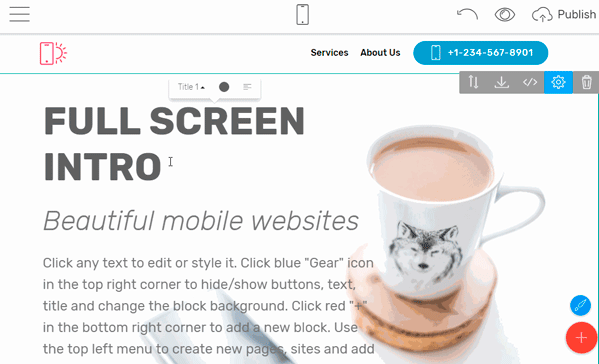 Publish
Services About Us +1-234-567-8901
Title 1
FULL SCREEN
INTRO
Beautiful mobile websites
Click any text to edit or style it. Click blue "Gear" icon
in the top right corner to hide/show buttons, text,
title and change the block background. Click red "+"
in the bottom right corner to add a new block. Use
the top left menu to create new pages, sites and add